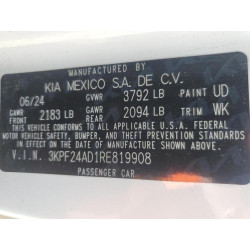 BY
KIA MEXICO S.A. DE C.V.
06/24 GVWR 3792 LB PAINT UD
GAWR FRONT 2183 LB GAWR REAR 2094 LB TRIM WK
THIS VEHICLE CONFORMS TO ALL APPLICABLE U.S.A. FEDERAL
MOTOR VEHICLE SAFETY, BUMPER, AND THEFT PREVENTION
STANDARDS IN EFFECT ON THE DATE OF MANUFACTURE SHOWN ABOVE.
V.I.N. 3KPF24AD1RE819908
PASSENGER CAR